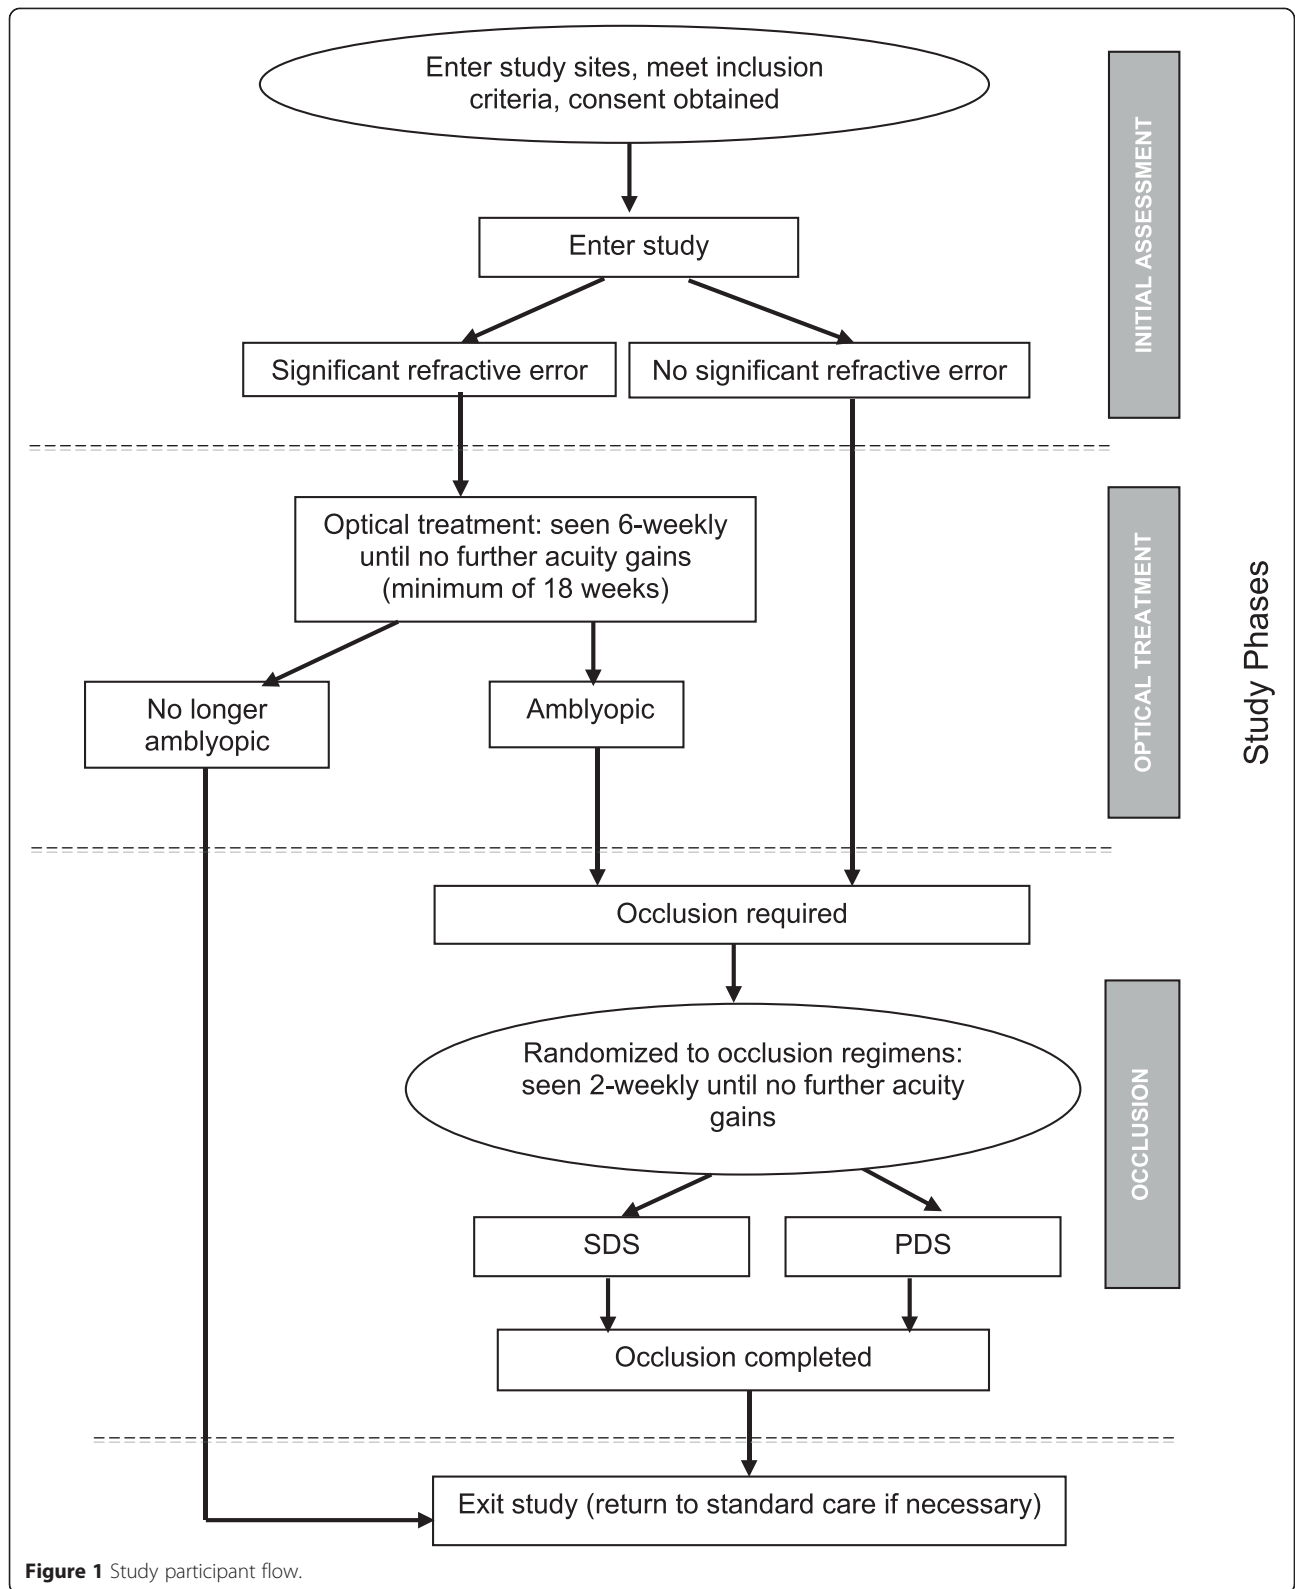 Enter study sites, meet inclusion
criteria, consent obtained
INITIAL ASSESSMENT
Enter study
Significant refractive error
No significant refractive error
Optical treatment: seen 6-weekly
until no further acuity gains
(minimum of 18 weeks)
OPTICAL TREATMENT
Study Phases
No longer
amblyopic
Amblyopic
Occlusion required
Randomized to occlusion regimens:
seen 2-weekly until no further acuity
gains
OCCLUSION
SDS
PDS
Occlusion completed
Exit study (return to standard care if necessary)
Figure 1 Study participant flow.